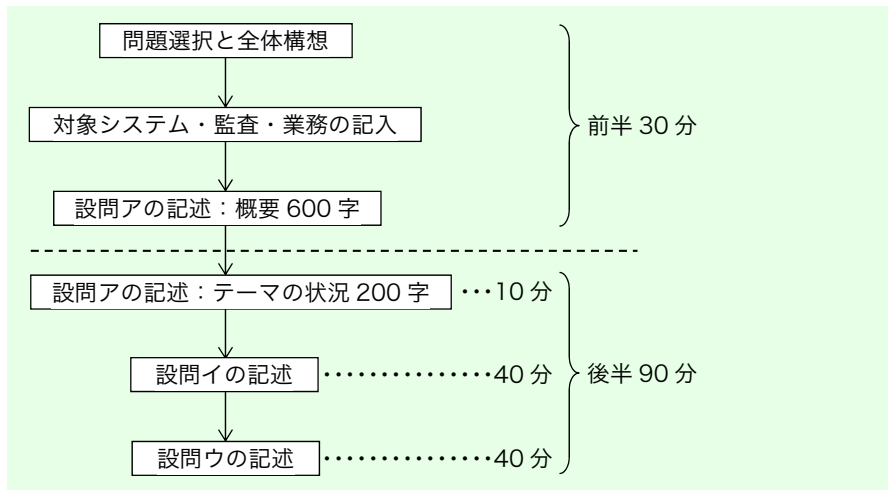 問題選択と全体構想
対象システム・監査・業務の記入
前半 30 分
設問アの記述：概要 600 字
設問アの記述：テーマの状況 200 字 ･･･10 分
設問イの記述 ･･･････････････40 分
後半 90 分
設問ウの記述 ･･･････････････40 分